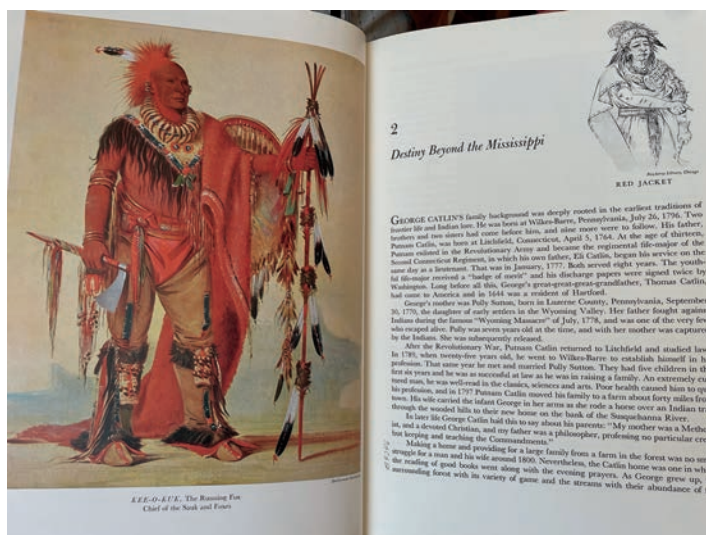 KEE-O-KUK, The Running Fox
Chief of the Sauk and Foxes
2
Destiny Beyond the Mississippi
Newberry Library, Chicago
RED JACKET
GEORGE CATLIN'S family background was deeply rooted in the earliest traditions of
frontier life and Indian lore. He was born at Wilkes-Barre, Pennsylvania, July 26, 1796. Two
brothers and two sisters had come before him, and nine more were to follow. His father,
Putnam Catlin, was born at Litchfield, Connecticut, April 5, 1764. At the age of thirteen,
Putnam enlisted in the Revolutionary Army and became the regimental fife-major of the
Second Connecticut Regiment, in which his own father, Eli Catlin, began his service on the
same day as a lieutenant. That was in January, 1777. Both served eight years. The youth-
ful fife-major received a "badge of merit" and his discharge papers were signed twice by
Washington. Long before all this, George's great-great-great-grandfather, Thomas Catlin,
had come to America and in 1644 was a resident of Hartford.
George's mother was Polly Sutton, born in Luzerne County, Pennsylvania, September
30, 1770, the daughter of early settlers in the Wyoming Valley. Her father fought against
Indians during the famous "Wyoming Massacre" of July, 1778, and was one of the very few
who escaped alive. Polly was seven years old at the time, and with her mother was captured
by the Indians. She was subsequently released.
After the Revolutionary War, Putnam Catlin returned to Litchfield and studied law.
In 1789, when twenty-five years old, he went to Wilkes-Barre to establish himself in h
profession. That same year he met and married Polly Sutton. They had five children in th
first six years and he was as successful at law as he was in raising a family. An extremely cu
tured man, he was well-read in the classics, sciences and arts. Poor health caused him to qu
his profession, and in 1797 Putnam Catlin moved his family to a farm about forty miles from
town. His wife carried the infant George in her arms as she rode a horse over an Indian tra
through the wooded hills to their new home on the bank of the Susquehanna River.
In later life George Catlin had this to say about his parents: "My mother was a Metho
ist, and a devoted Christian, and my father was a philosopher, professing no particular cree
but keeping and teaching the Commandments."
Making a home and providing for a large family from a farm in the forest was no sm
struggle for a man and his wife around 1800. Nevertheless, the Catlin home was one in wh
the reading of good books went along with the evening prayers. As George grew up,
surrounding forest with its variety of game and the streams with their abundance of